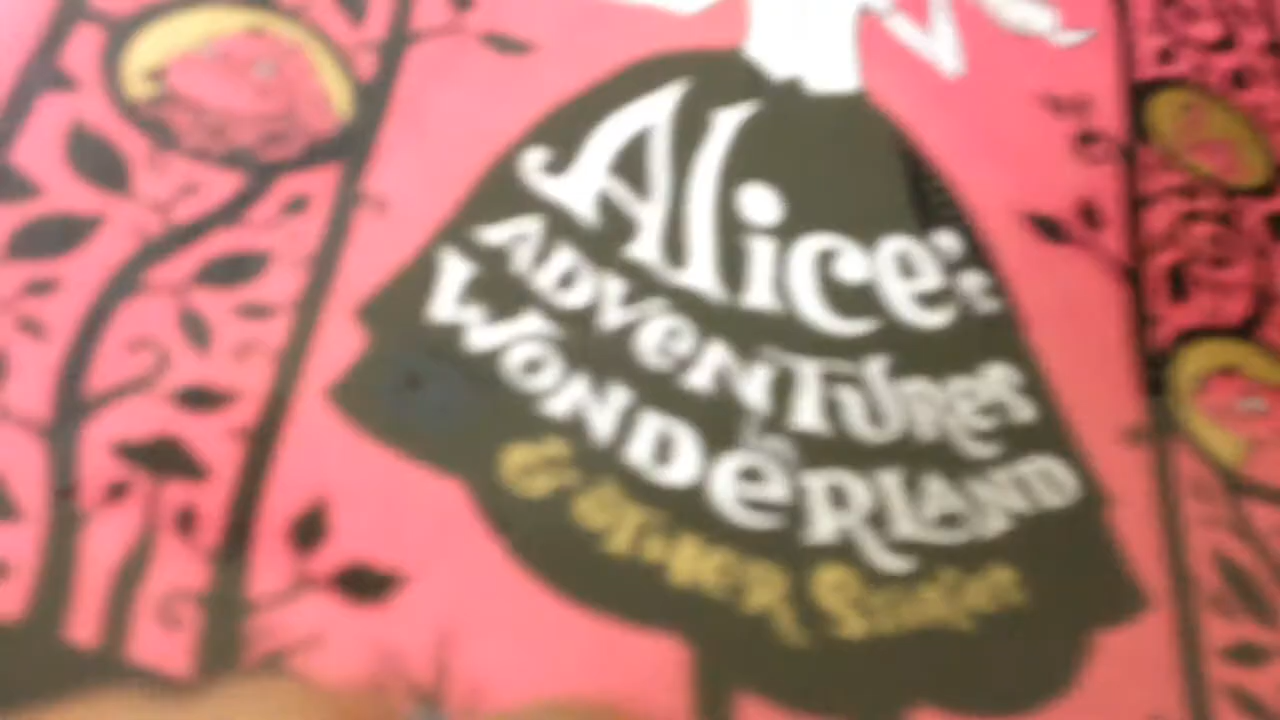 Alice's
ADVENTURES
in
WONDERLAND
& OTHER Stories